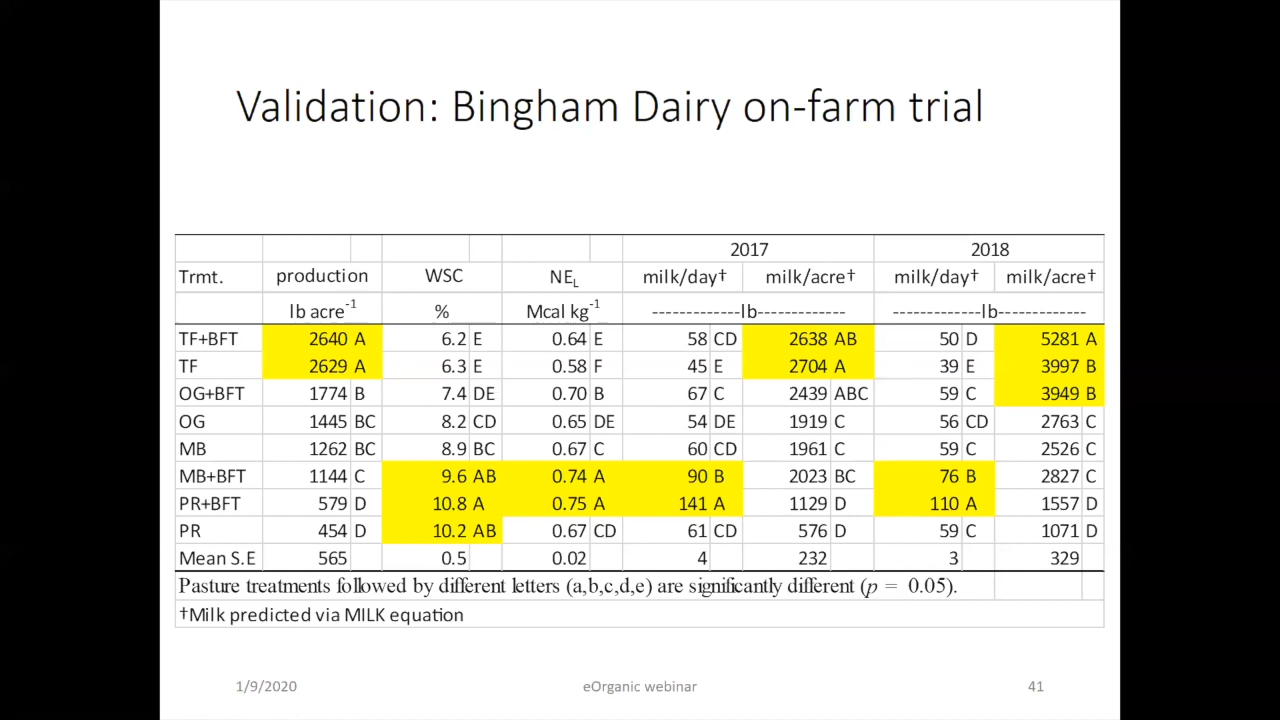 Validation: Bingham Dairy on-farm trial
2017 2018
Trmt. production WSC NEL milk/day† milk/acre† milk/day† milk/acre†
lb acre-1 % Mcal kg-1 -------------lb------------- -------------lb-------------
TF+BFT 2640 A 6.2 E 0.64 E 58 CD 2638 AB 50 D 5281 A
TF 2629 A 6.3 E 0.58 F 45 E 2704 A 39 E 3997 B
OG+BFT 1774 B 7.4 DE 0.70 B 67 C 2439 ABC 59 C 3949 B
OG 1445 BC 8.2 CD 0.65 DE 54 DE 1919 C 56 CD 2763 C
MB 1262 BC 8.9 BC 0.67 C 60 CD 1961 C 59 C 2526 C
MB+BFT 1144 C 9.6 AB 0.74 A 90 B 2023 BC 76 B 2827 C
PR+BFT 579 D 10.8 A 0.75 A 141 A 1129 D 110 A 1557 D
PR 454 D 10.2 AB 0.67 CD 61 CD 576 D 59 C 1071 D
Mean S.E 565 0.5 0.02 4 232 3 329
Pasture treatments followed by different letters (a,b,c,d,e) are significantly different (p = 0.05).
†Milk predicted via MILK equation
1/9/2020 eOrganic webinar 41